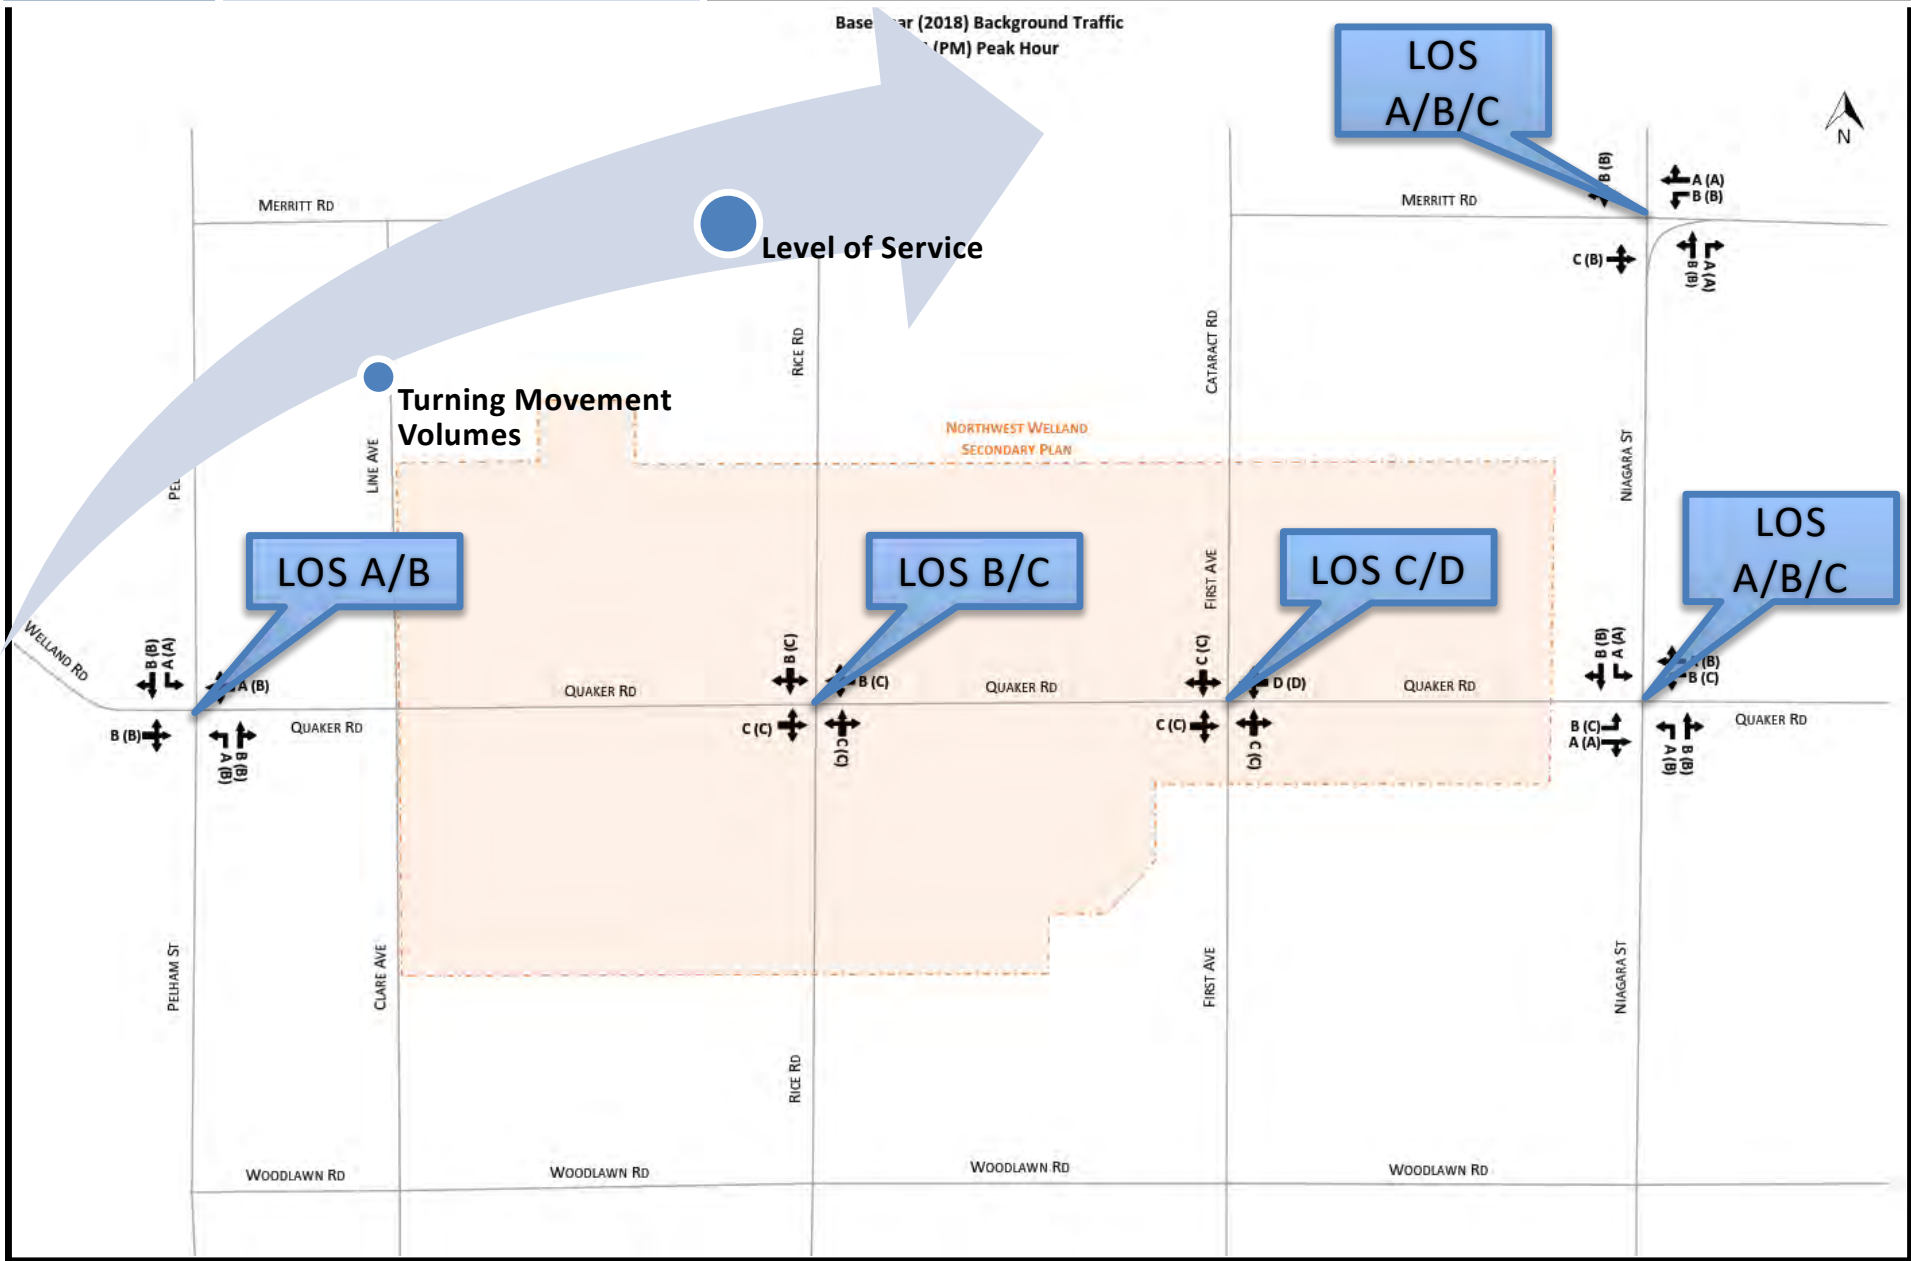 (2018) Background Traffic
(PM) Peak Hour
LOS
A/B/C
N
B (B)
A (A)
B (B)
MERRITT RD
MERRITT RD
C (B)
B (B)
A (A)
Level of Service
RICE RD
CATARACT RD
Turning Movement
Volumes
NORTHWEST WELLAND
SECONDARY PLAN
LINE AVE
NIAGARA ST
LOS A/B
LOS B/C
LOS C/D
LOS
A/B/C
FIRST AVE
WELLAND RD
B (B)
A (A)
A (B)
B (B)
A (B)
B (B)
QUAKER RD
QUAKER RD
B (C)
B (C)
C (C)
C (C)
QUAKER RD
C (C)
D (D)
C (C)
C (C)
QUAKER RD
B (B)
A (A)
(B)
B (C)
B (C)
A (A)
A (B)
B (B)
QUAKER RD
PELHAM ST
CLARE AVE
RICE RD
FIRST AVE
NIAGARA ST
WOODLAWN RD
WOODLAWN RD
WOODLAWN RD
WOODLAWN RD